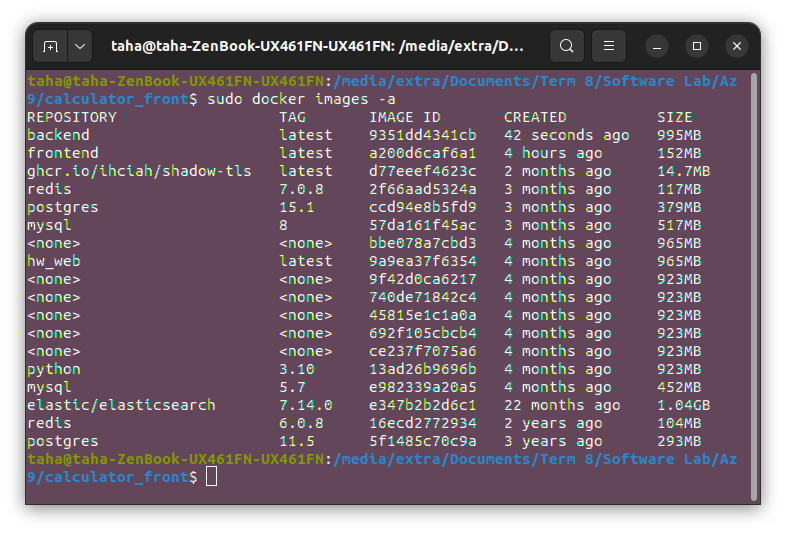 taha@taha-ZenBook-UX461FN-UX461FN: /media/extra/D...
taha@taha-ZenBook-UX461FN-UX461FN:/media/extra/Documents/Term 8/Software Lab/Az
9/calculator_front$ sudo docker images -a
REPOSITORY TAG IMAGE ID CREATED SIZE
backend latest 9351dd4341cb 42 seconds ago 995MB
frontend latest a200d6caf6a1 4 hours ago 152MB
ghcr.io/ihciah/shadow-tls latest d77eeef4623c 2 months ago 14.7MB
redis 7.0.8 2f66aad5324a 3 months ago 117MB
postgres 15.1 ccd94e8b5fd9 3 months ago 379MB
mysql 8 57da161f45ac 3 months ago 517MB
<none> <none> bbe078a7cbd3 4 months ago 965MB
hw_web latest 9a9ea37f6354 4 months ago 965MB
<none> <none> 9f42d0ca6217 4 months ago 923MB
<none> <none> 740de71842c4 4 months ago 923MB
<none> <none> 45815e1c1a0a 4 months ago 923MB
<none> <none> 692f105cbcb4 4 months ago 923MB
<none> <none> ce237f7075a6 4 months ago 923MB
python 3.10 13ad26b9696b 4 months ago 923MB
mysql 5.7 e982339a20a5 4 months ago 452MB
elastic/elasticsearch 7.14.0 e347b2b2d6c1 22 months ago 1.04GB
redis 6.0.8 16ecd2772934 2 years ago 104MB
postgres 11.5 5f1485c70c9a 3 years ago 293MB
taha@taha-ZenBook-UX461FN-UX461FN:/media/extra/Documents/Term 8/Software Lab/Az
9/calculator_front$